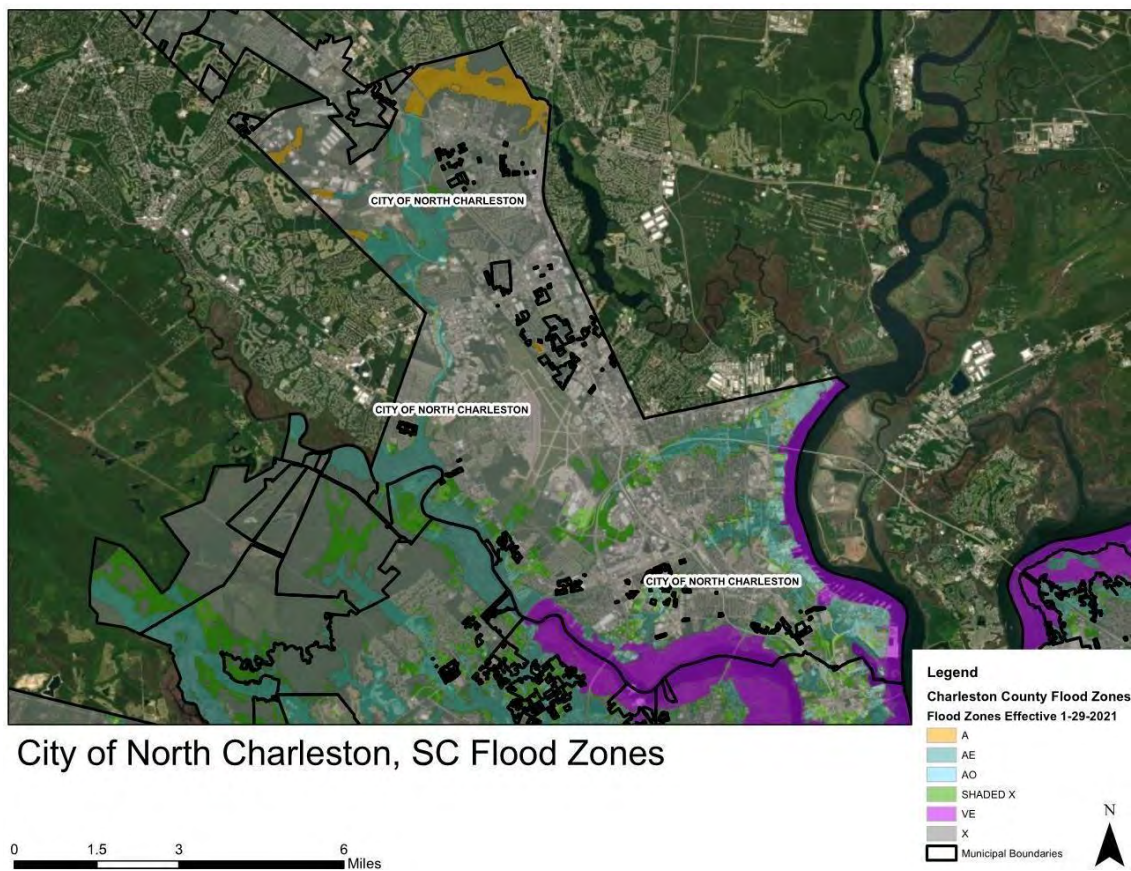 CITY OF NORTH CHARLESTON
CITY OF NORTH CHARLESTON
CITY OF NORTH CHARLESTON
City of North Charleston, SC Flood Zones
0 1.5 3 6
Miles
Legend
Charleston County Flood Zones
Flood Zones Effective 1-29-2021
A
AE
AO
SHADED X
VE
X
Municipal Boundaries
N